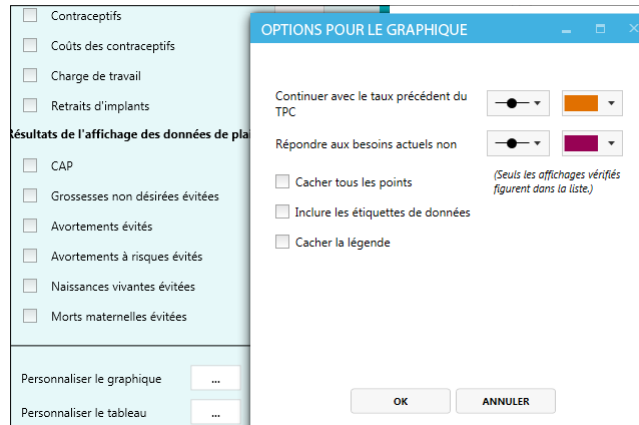 Contraceptifs
Coûts des contraceptifs
Charge de travail
Retraits d'implants
Résultats de l'affichage des données de plai
CAP
Grossesses non désirées évitées
Avortements évités
Avortements à risques évités
Naissances vivantes évitées
Morts maternelles évitées
Personnaliser le graphique ...
Personnaliser le tableau ...
OPTIONS POUR LE GRAPHIQUE
Continuer avec le taux précédent du
TPC
Répondre aux besoins actuels non
(Seuls les affichages vérifiés
figurent dans la liste.)
Cacher tous les points
Inclure les étiquettes de données
Cacher la légende
OK ANNULER